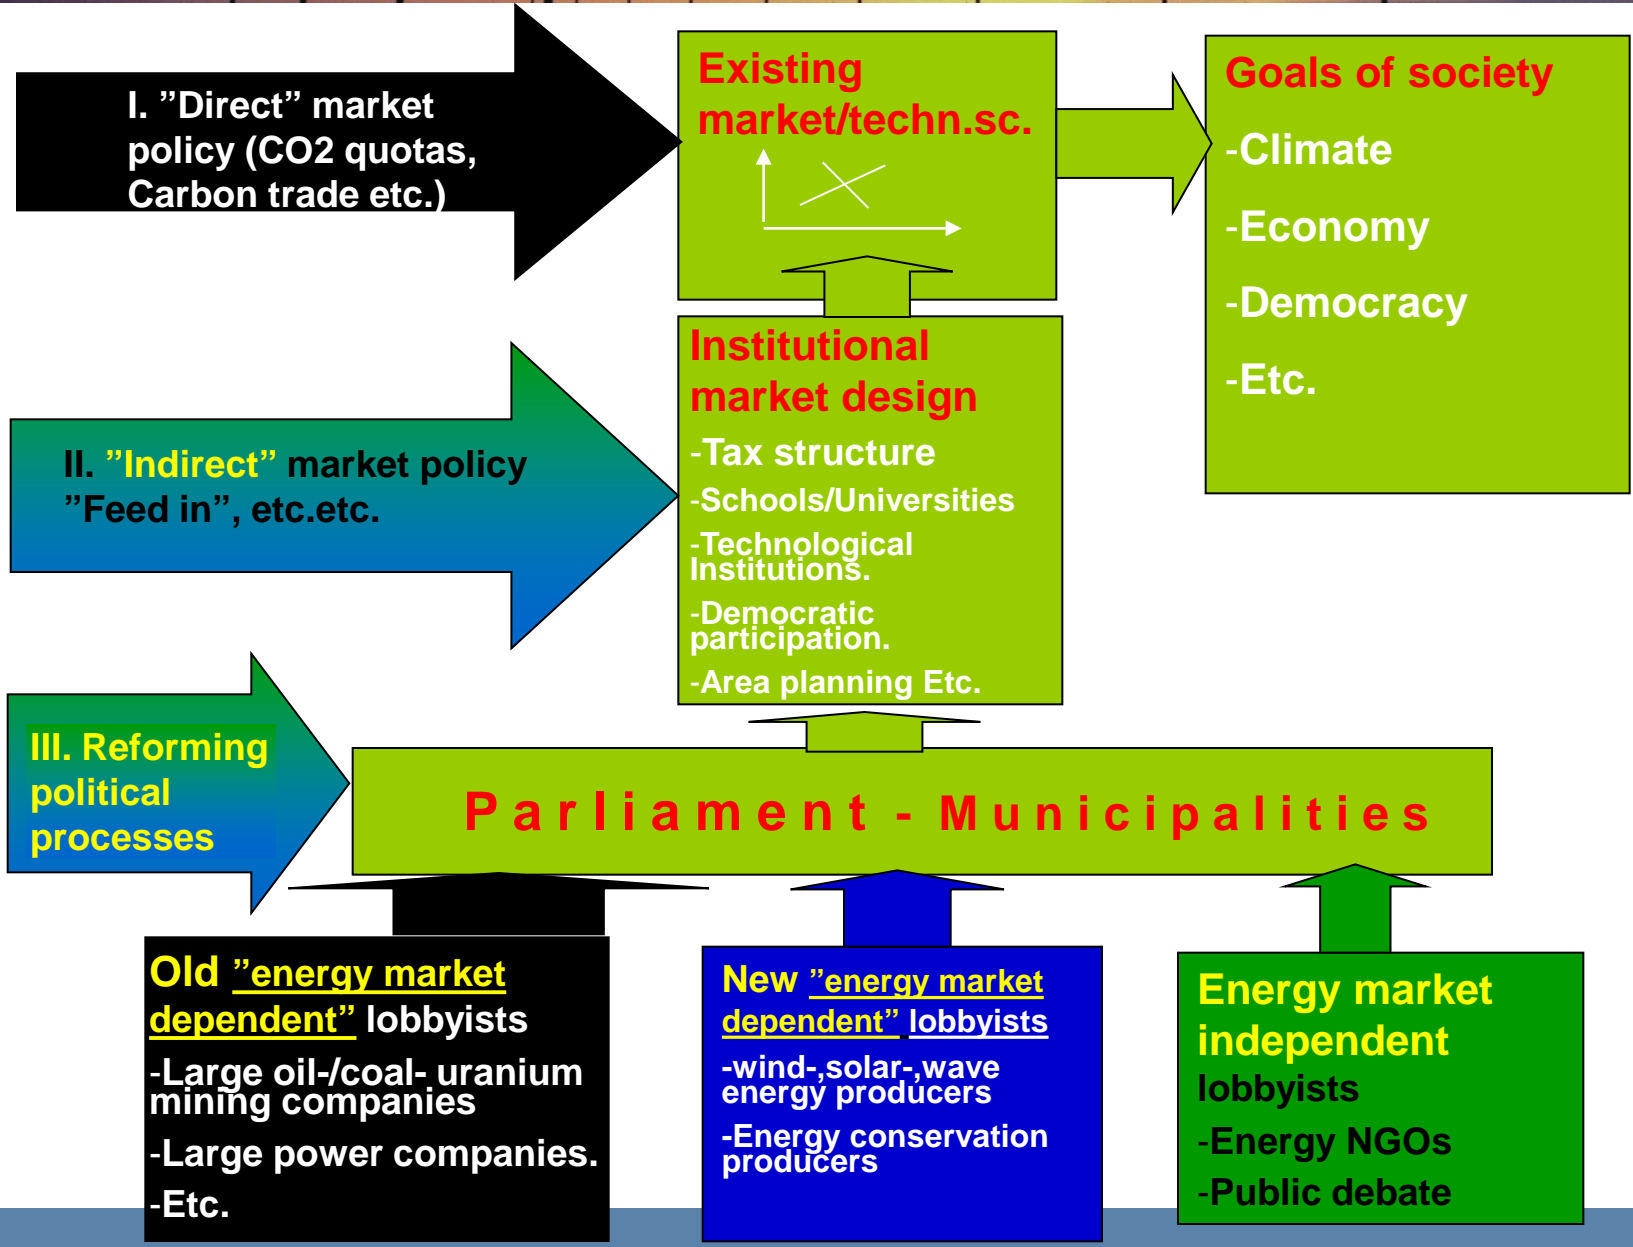 I. ”Direct” market
policy (CO2 quotas,
Carbon trade etc.)
Existing
market/techn.sc.
Goals of society
-Climate
-Economy
-Democracy
-Etc.
II. ”Indirect” market policy
”Feed in”, etc.etc.
Institutional
market design
-Tax structure
-Schools/Universities
-Technological
Institutions.
-Democratic
participation.
-Area planning Etc.
III. Reforming
political
processes
Parliament - Municipalities
Old ”energy market
dependent” lobbyists
-Large oil-/coal- uranium
mining companies
-Large power companies.
-Etc.
New ”energy market
dependent” lobbyists
-wind-,solar-,wave
energy producers
-Energy conservation
producers
Energy market
independent
lobbyists
-Energy NGOs
-Public debate